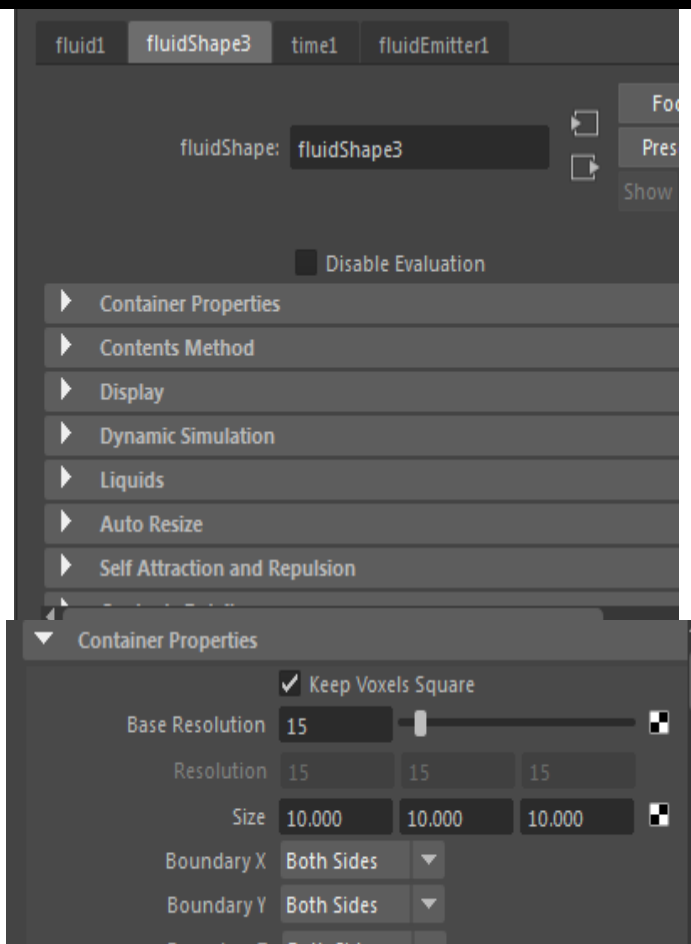 fluid1 fluidShape3 time1 fluidEmitter1
Foc
fluidShape: fluidShape3 Pres
Show
Disable Evaluation
Container Properties
Contents Method
Display
Dynamic Simulation
Liquids
Auto Resize
Self Attraction and Repulsion
Container Properties
Keep Voxels Square
Base Resolution 15
Resolution 15 15 15
Size 10.000 10.000 10.000
Boundary X Both Sides
Boundary Y Both Sides